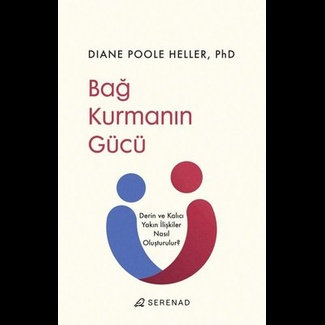 DIANE POOLE HELLER, PhD
Bağ
Kurmanın
Gücü
Derin ve Kalıcı
Yakın İlişkiler
Nasıl
Oluşturulur?
SERENAD